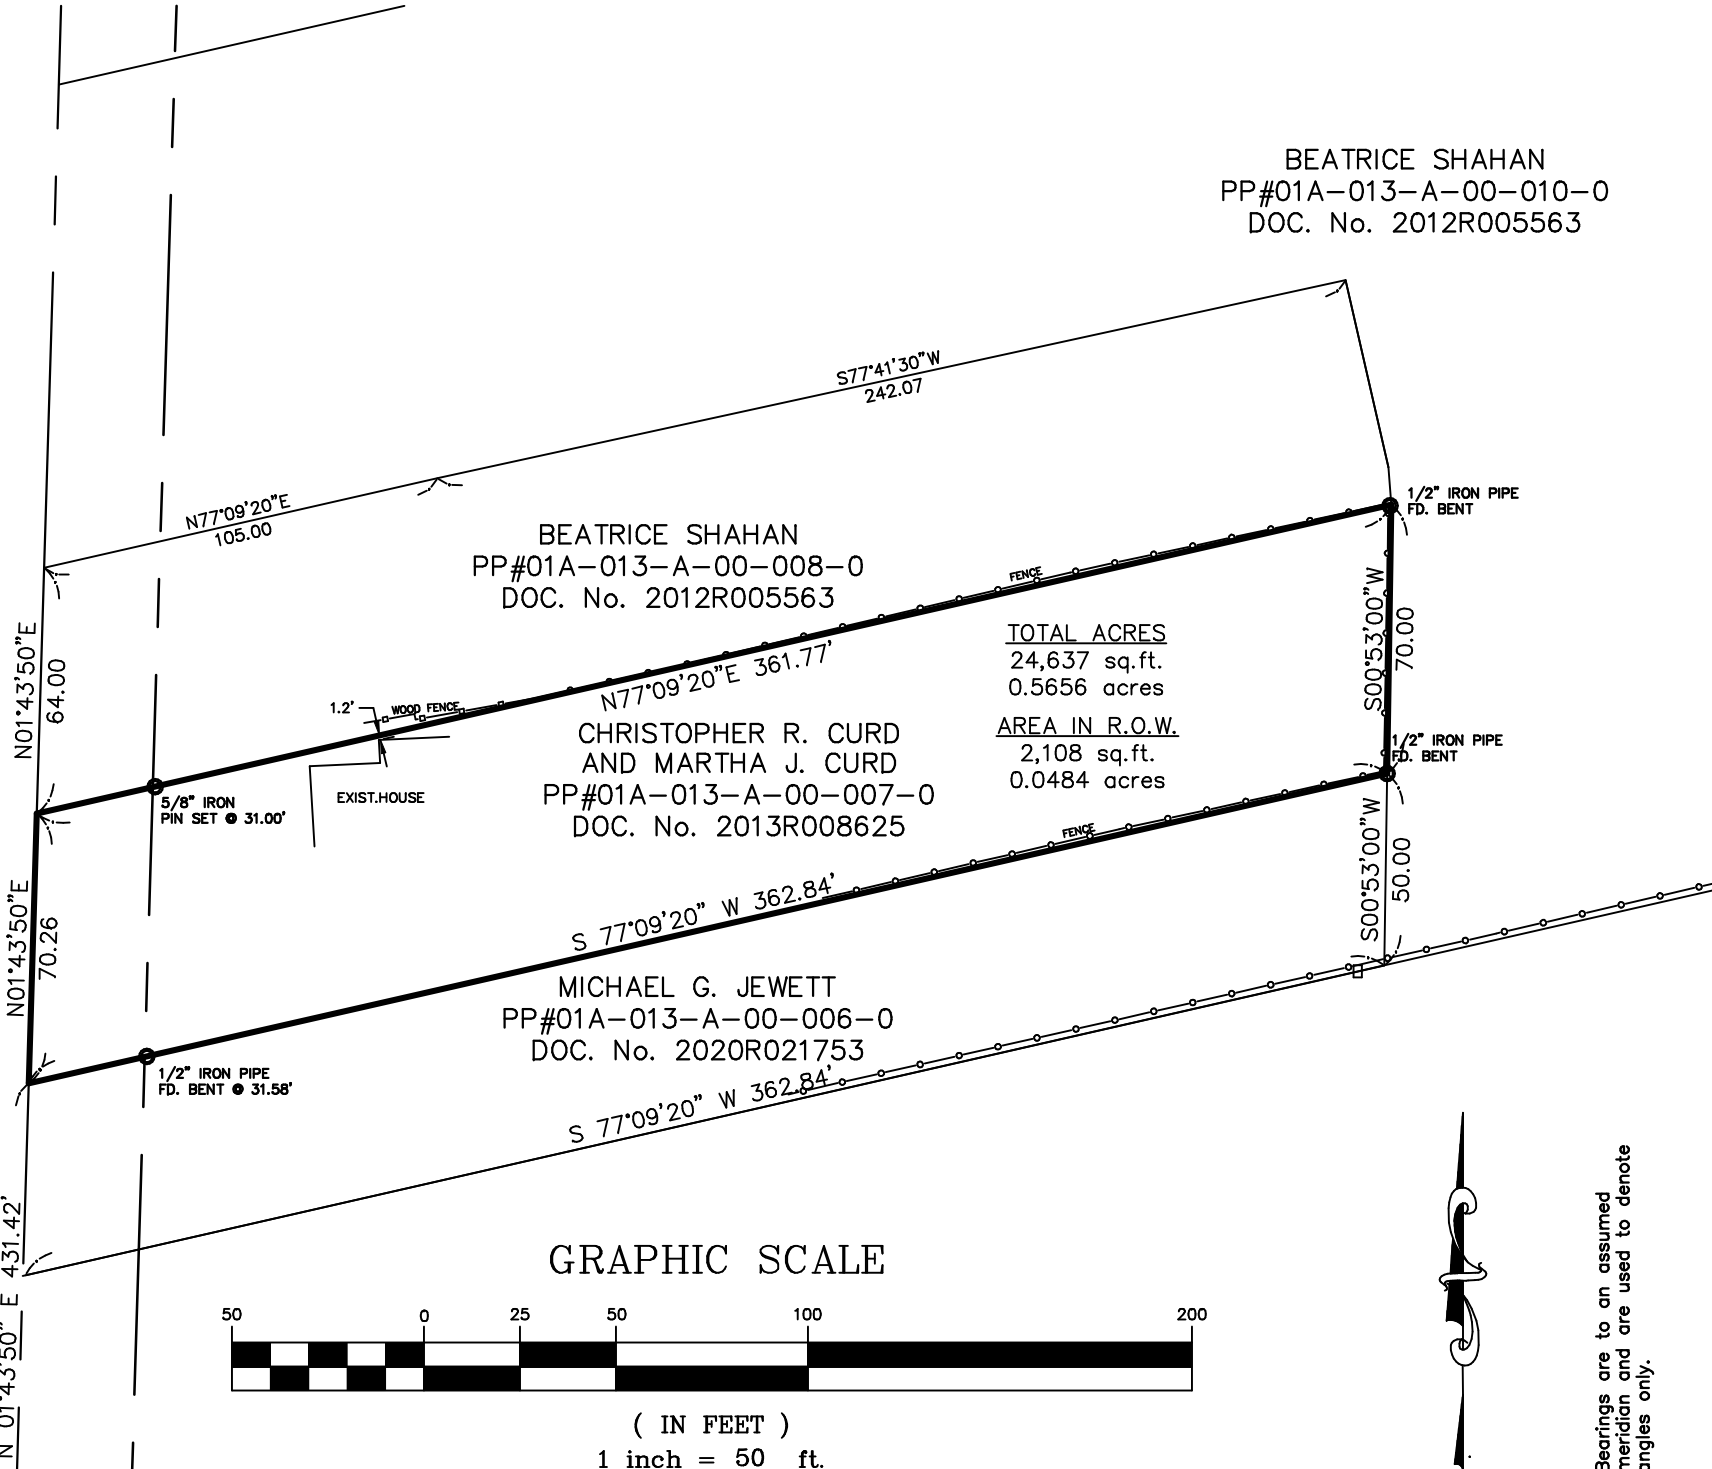 BEATRICE SHAHAN
PP#01A-013-A-00-010-0
DOC. No. 2012R005563
S77°41'30"W
242.07
N77°09'20"E
105.00
BEATRICE SHAHAN
PP#01A-013-A-00-008-0
DOC. No. 2012R005563
1/2" IRON PIPE
FD. BENT
FENCE
N01°43'50"E
64.00
TOTAL ACRES
24,637 sq.ft.
0.5656 acres
S00°53'00"W
70.00
N77°09'20"E 361.77'
1.2'
WOOD FENCE
AREA IN R.O.W.
2,108 sq.ft.
0.0484 acres
CHRISTOPHER R. CURD
AND MARTHA J. CURD
PP#01A-013-A-00-007-0
DOC. No. 2013R008625
1/2" IRON PIPE
FD. BENT
5/8" IRON
PIN SET @ 31.00'
EXIST.HOUSE
FENCE
S00°53'00"W
50.00
N01°43'50"E
70.26
S 77°09'20" W 362.84'
MICHAEL G. JEWETT
PP#01A-013-A-00-006-0
DOC. No. 2020R021753
1/2" IRON PIPE
FD. BENT @ 31.58'
S 77°09'20" W 362.84'
N 01°43'50" E 431.42'
GRAPHIC SCALE
50 0 25 50 100 200
( IN FEET )
1 inch = 50 ft.
Bearings are to an assumed
meridian and are used to denote
angles only.